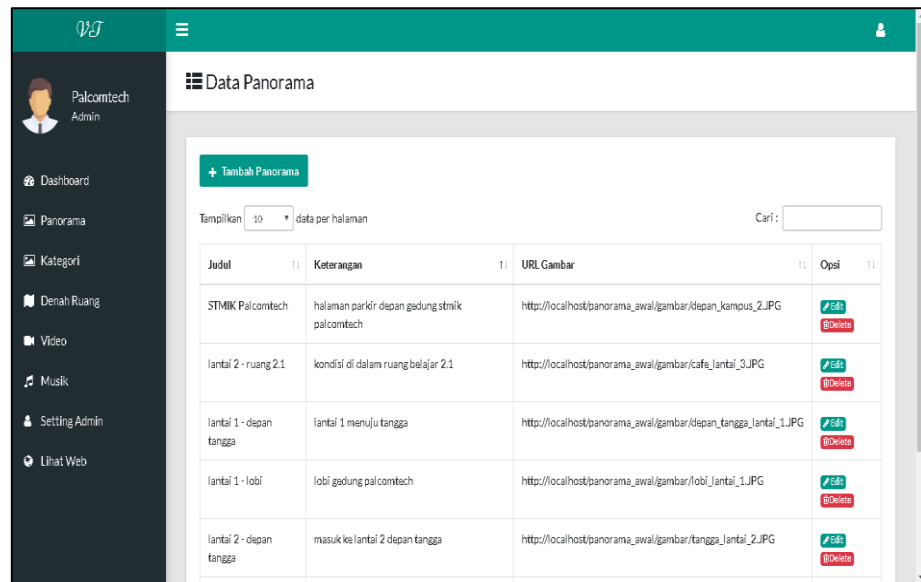 VT
Palcomtech
Admin
Dashboard
Panorama
Kategori
Denah Ruang
Video
Musik
Setting Admin
Lihat Web
Data Panorama
+ Tambah Panorama
Tampilkan 10 data per halaman Cari :
Judul Keterangan URL Gambar Opsi
STMIK Palcomtech halaman parkir depan gedung stmik http://localhost/panorama_awal/gambar/depan_kampus_2.JPG Edit
palcomtech Delete
lantai 2 - ruang 2.1 kondisi di dalam ruang belajar 2.1 http://localhost/panorama_awal/gambar/cafe_lantai_3.JPG Edit
Delete
lantai 1 - depan lantai 1 menuju tangga http://localhost/panorama_awal/gambar/depan_tangga_lantai_1.JPG Edit
tangga Delete
lantai 1 - lobi lobi gedung palcomtech http://localhost/panorama_awal/gambar/lobi_lantai_1.JPG Edit
Delete
lantai 2 - depan masuk ke lantai 2 depan tangga http://localhost/panorama_awal/gambar/tangga_lantai_2.JPG Edit
tangga Delete